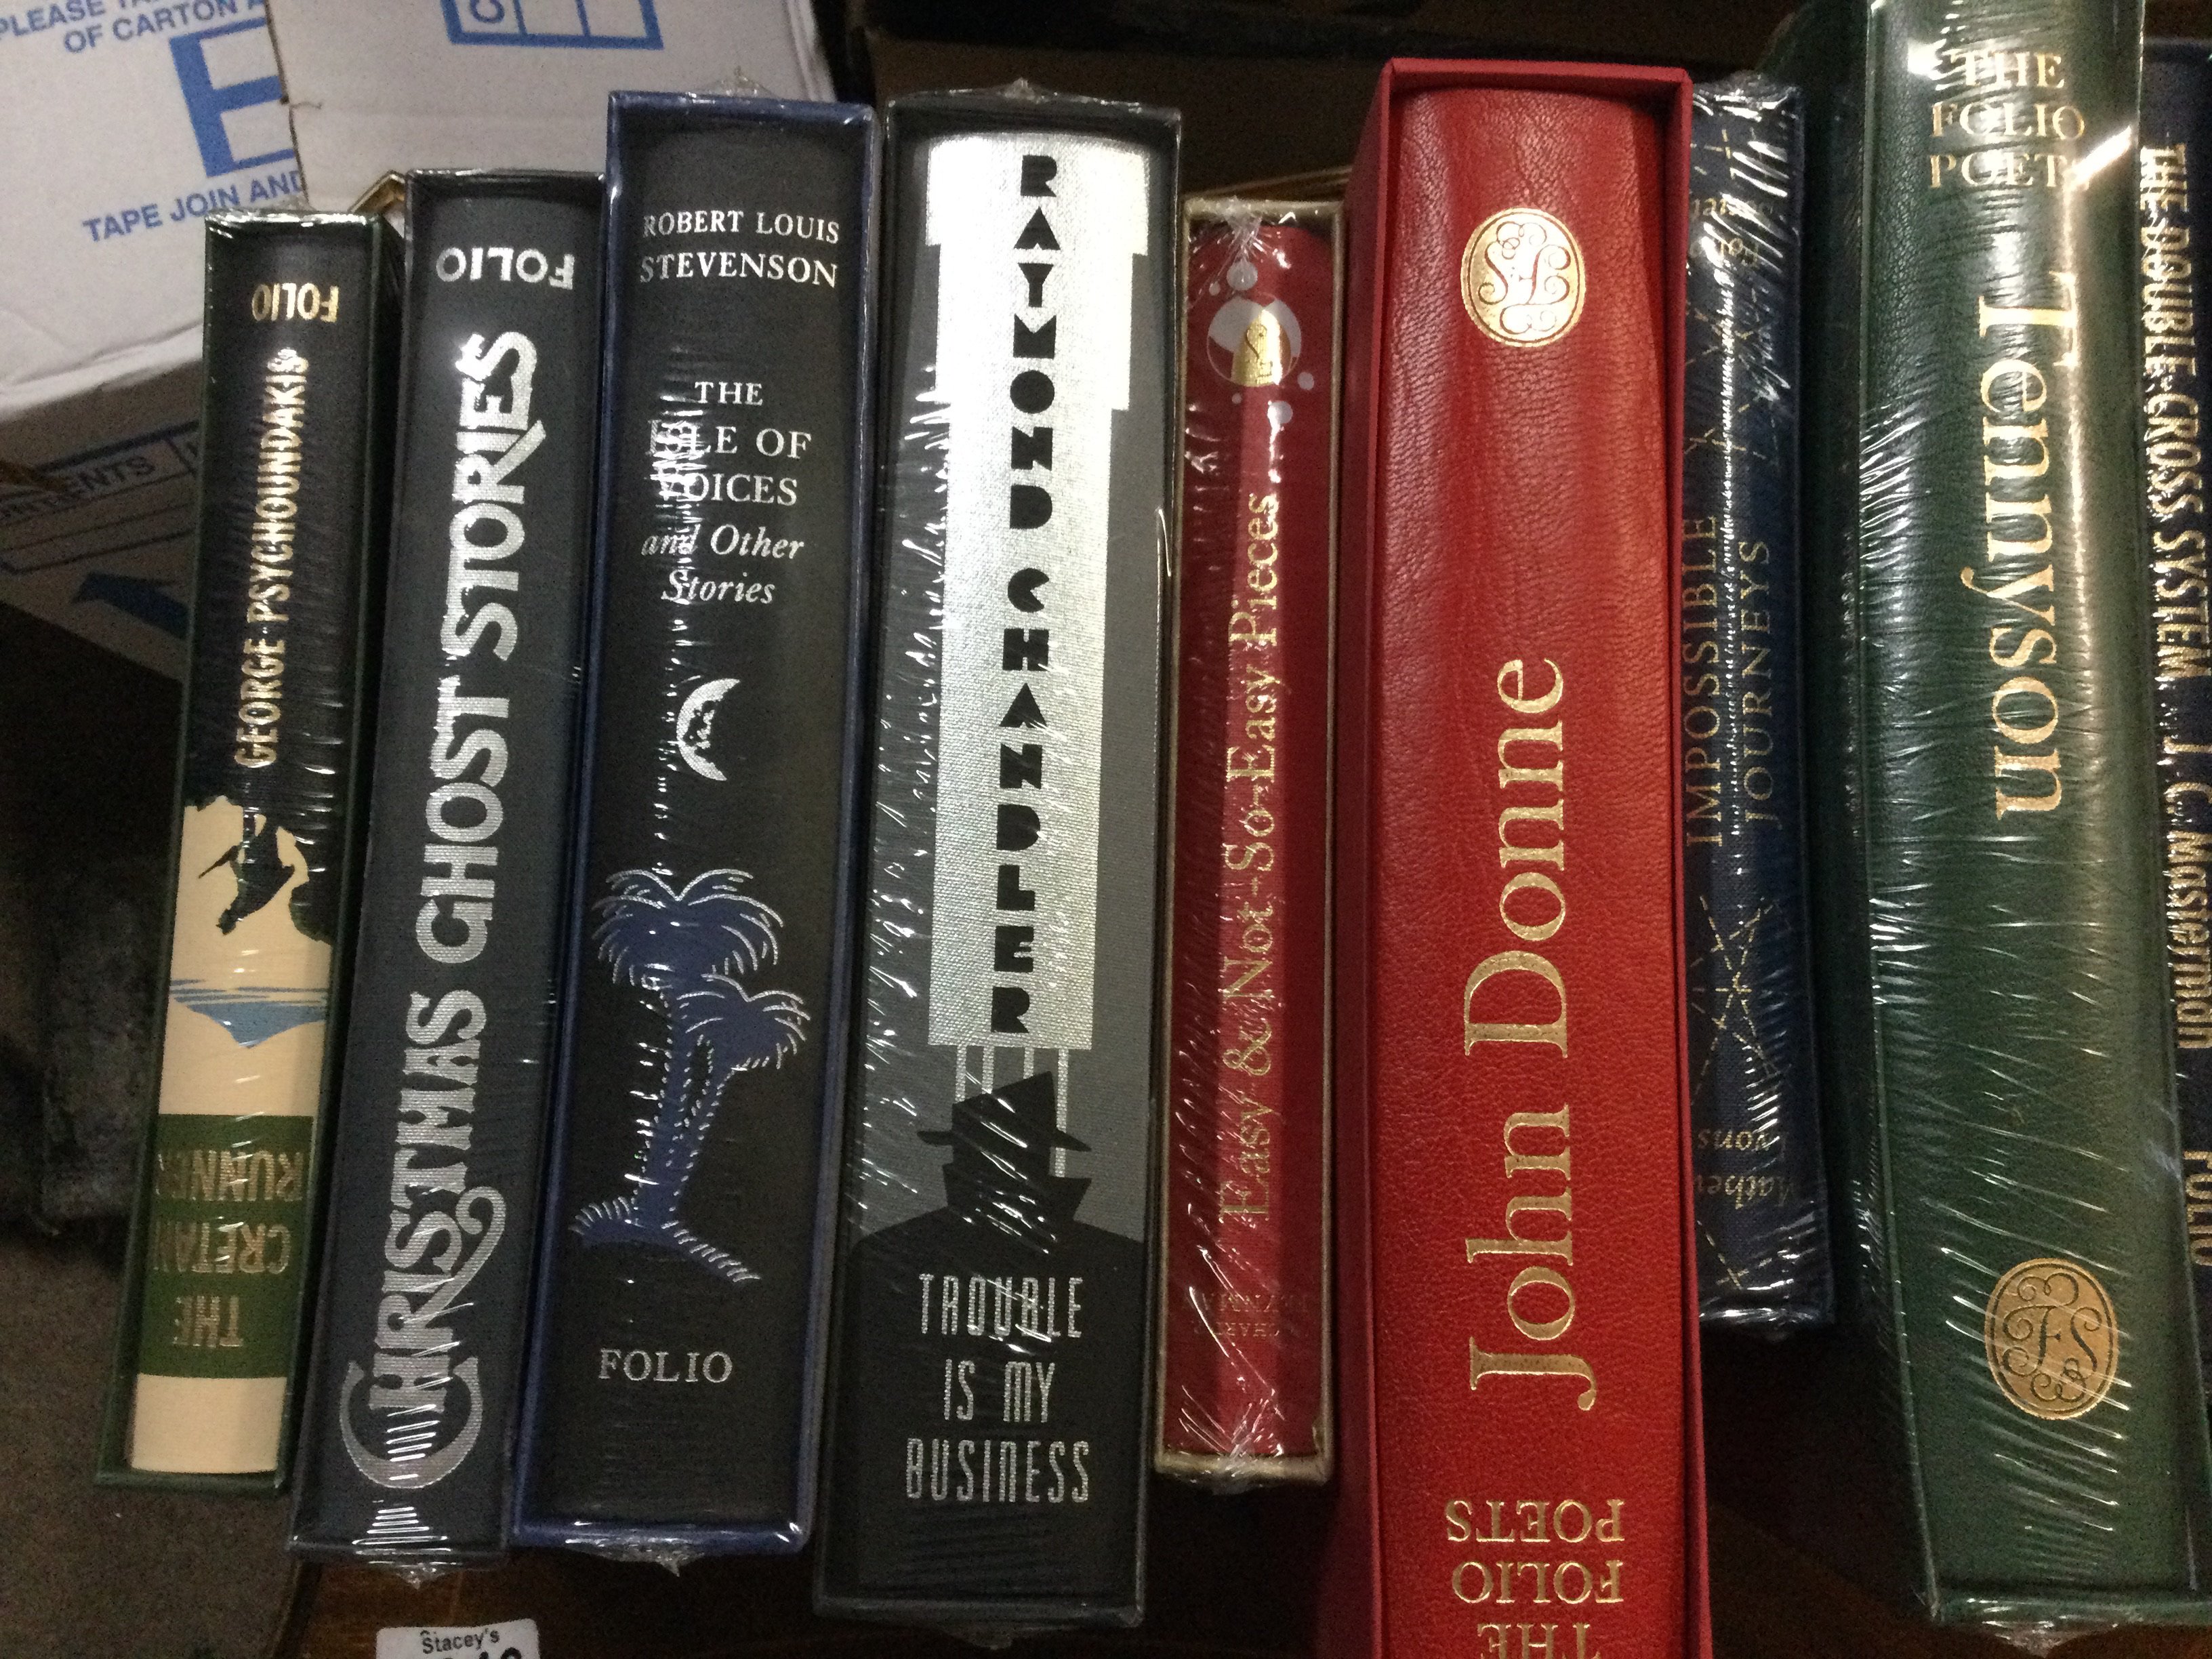 PLEASE
OF CARTON
E
TAPE JOIN AND
FOLIO
GEORGE PSYCHOUNDAKIS
THE
CRETAN
FOLIO
CHRISTMAS GHOST STORIES
ROBERT LOUIS
STEVENSON
THE
ISLE OF
VOICES
and Other
Stories
FOLIO
RAYMOND CHANDLER
TROUBLE
IS MY
BUSINESS
Easy & Not-So-Easy Pieces
John Donne
THE
FOLIO
POETS
IMPOSSIBLE
JOURNEYS
THE
FOLIO
POETS
Tennyson
FS
THE DOUBLE-CROSS SYSTEM J. C. Masterman FOLIO
Stacey's